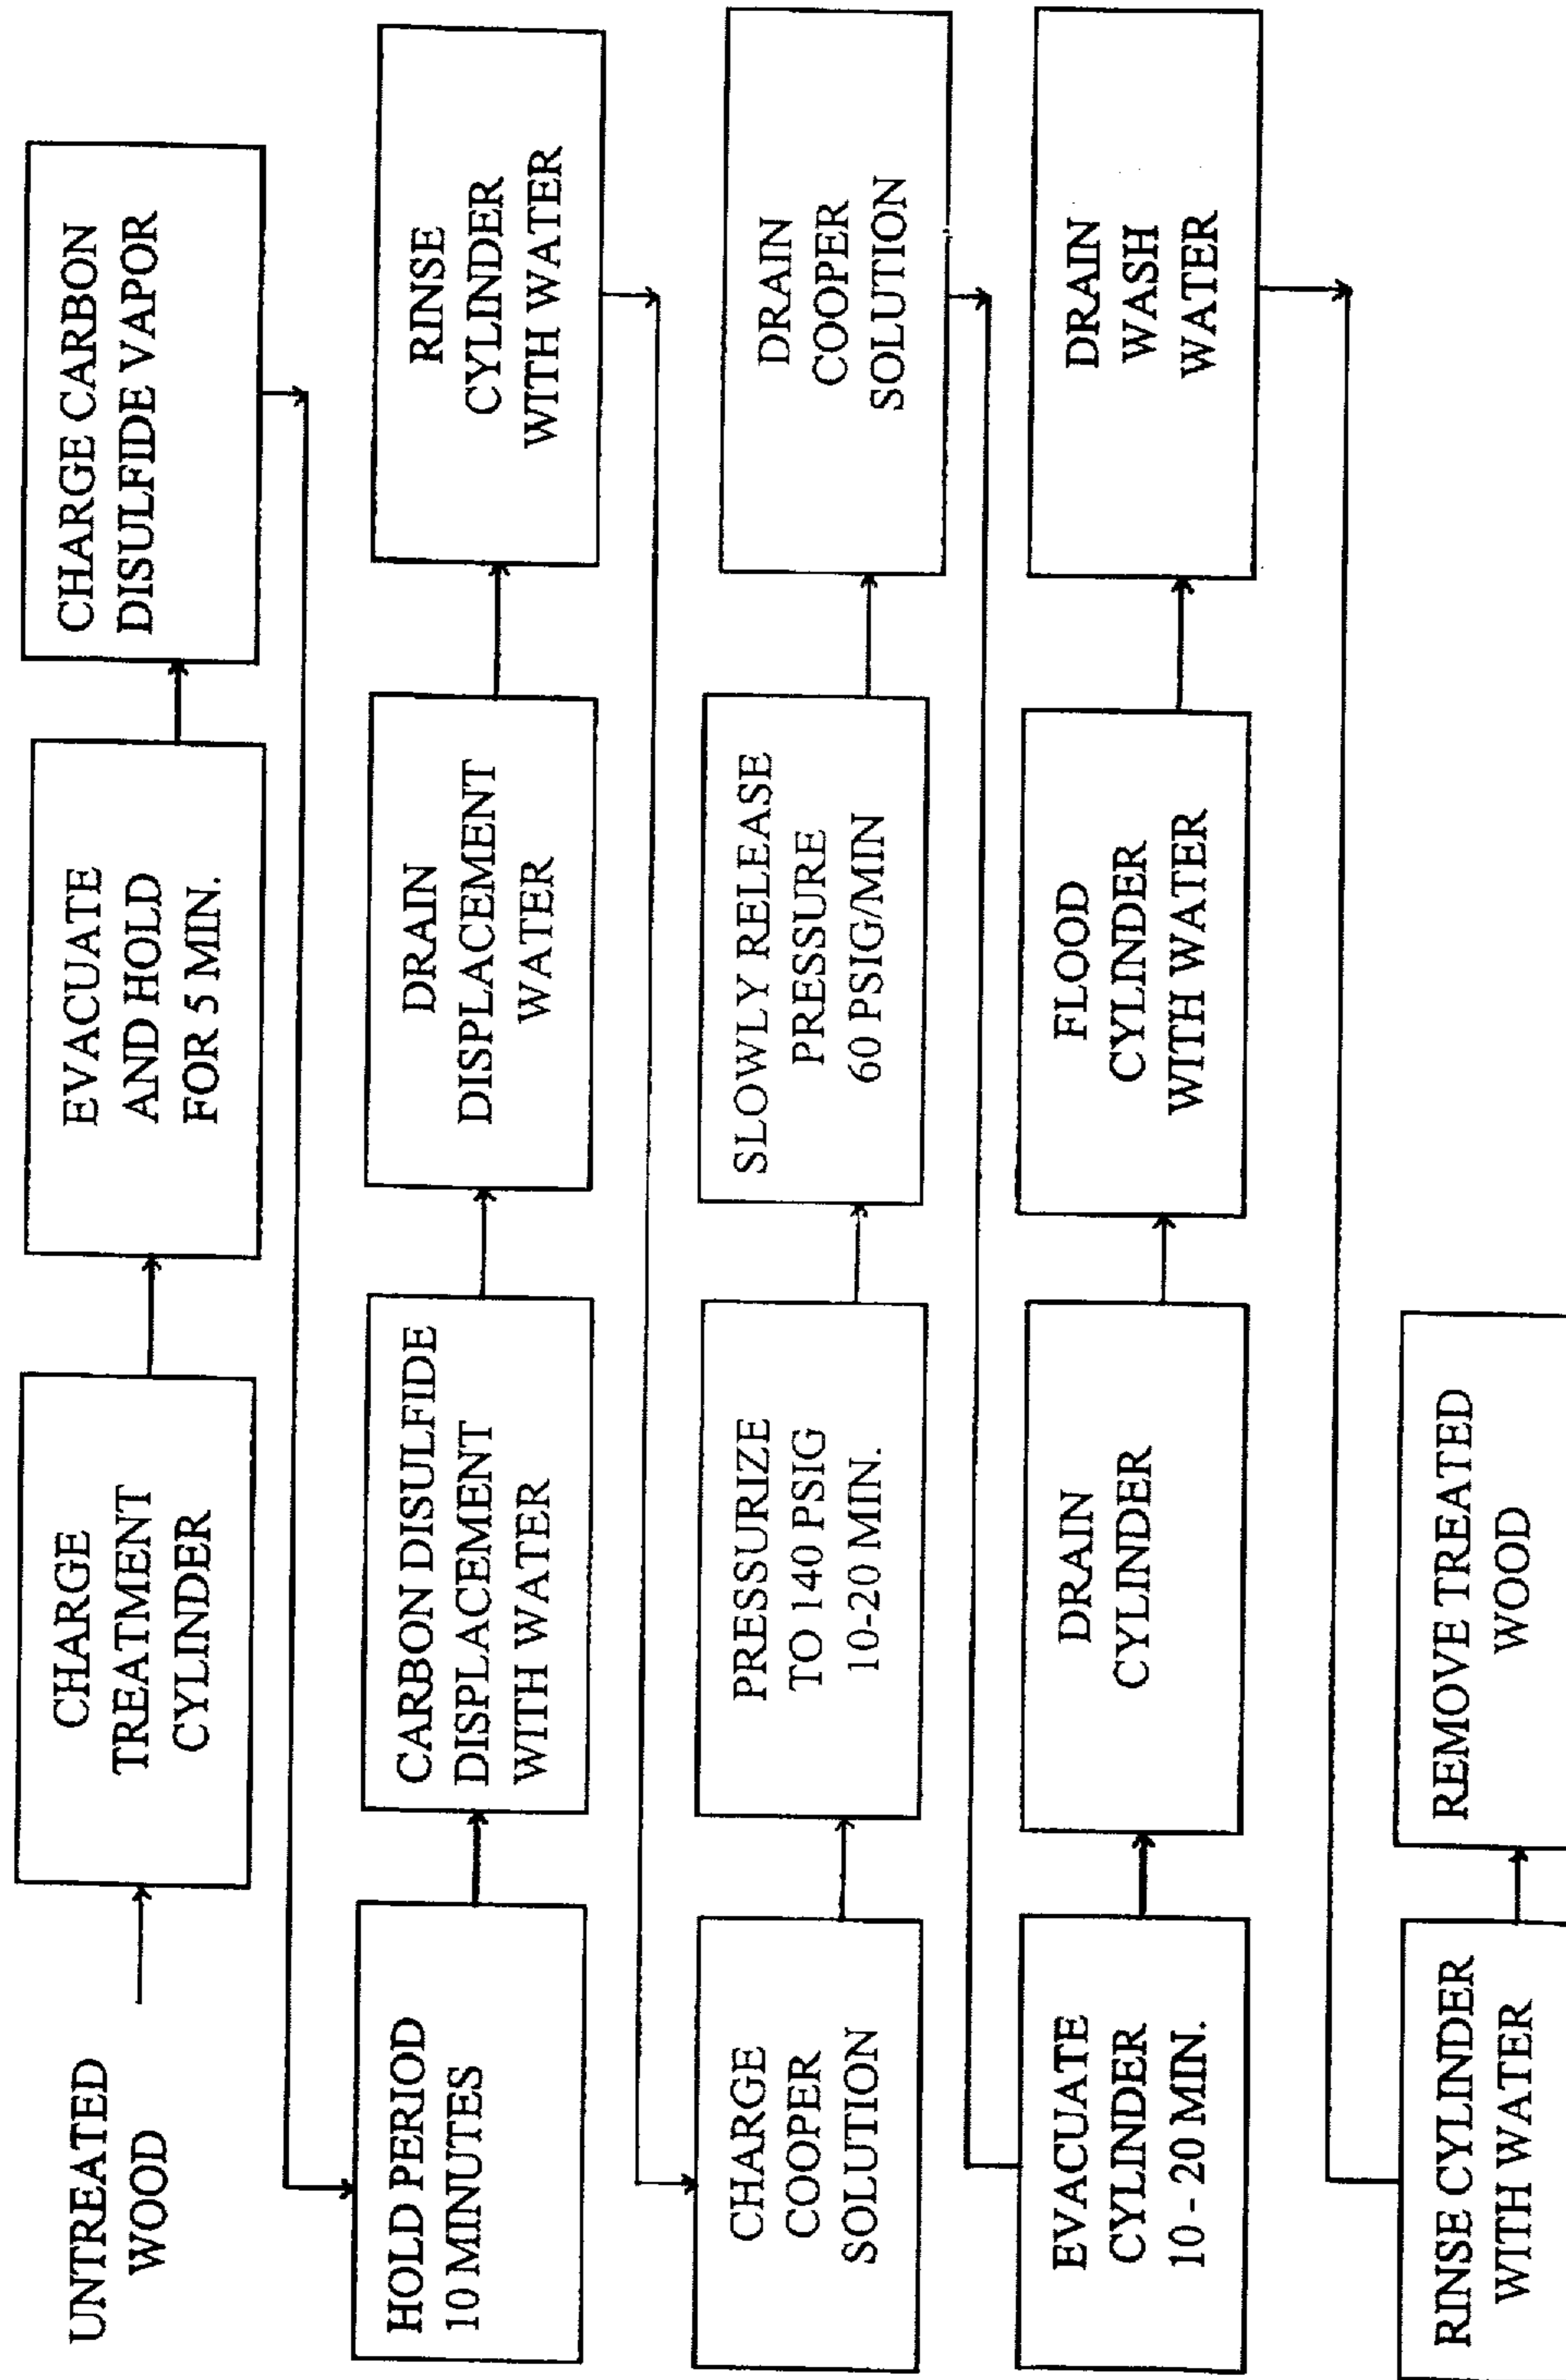 UNTREATED
WOOD
CHARGE
TREATMENT
CYLINDER
EVACUATE
AND HOLD
FOR 5 MIN.
CHARGE CARBON
DISULFIDE VAPOR
HOLD PERIOD
10 MINUTES
CARBON DISULFIDE
DISPLACEMENT
WITH WATER
DRAIN
DISPLACEMENT
WATER
RINSE
CYLINDER
WITH WATER
CHARGE
COOPER
SOLUTION
PRESSURIZE
TO 140 PSIG
10-20 MIN.
SLOWLY RELEASE
PRESSURE
60 PSIG/MIN
DRAIN
COOPER
SOLUTION
EVACUATE
CYLINDER
10 - 20 MIN.
DRAIN
CYLINDER
FLOOD
CYLINDER
WITH WATER
DRAIN
WASH
WATER
RINSE CYLINDER
WITH WATER
REMOVE TREATED
WOOD